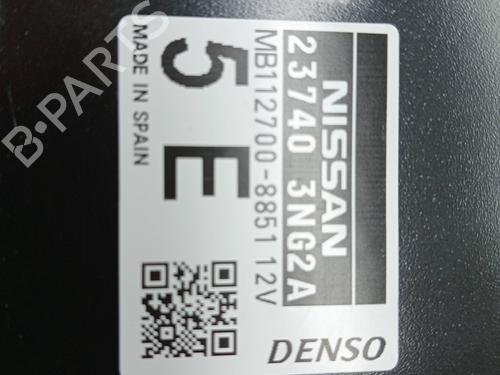 NISSAN
23740 3NG2A
MB112700-8851 12V
5 E
MADE IN SPAIN
DENSO
B-PARTS